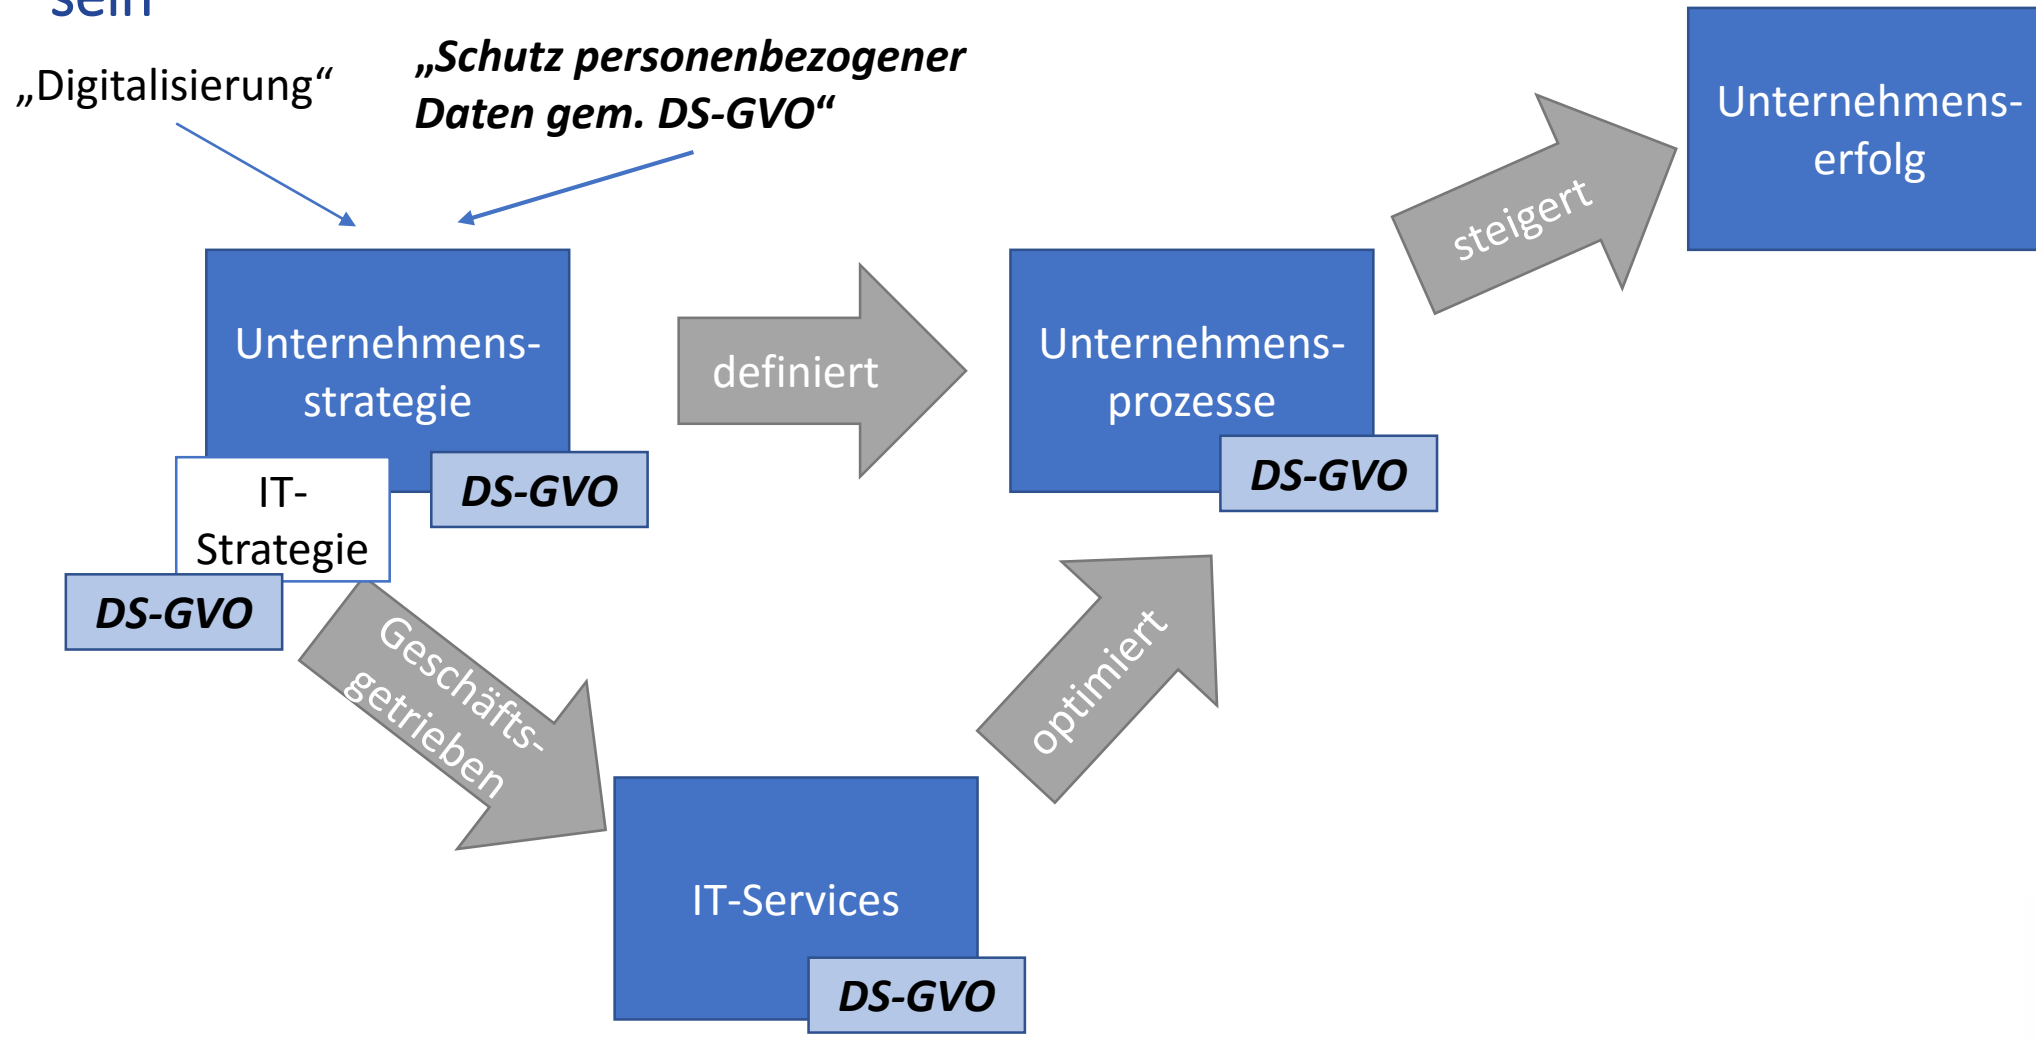 sein
„Digitalisierung“
„Schutz personenbezogener
Daten gem. DS-GVO“
Unternehmens-
erfolg
steigert
Unternehmens-
strategie
definiert
Unternehmens-
prozesse
DS-GVO
IT-
Strategie
DS-GVO
DS-GVO
Geschäfts-
getrieben
optimiert
IT-Services
DS-GVO